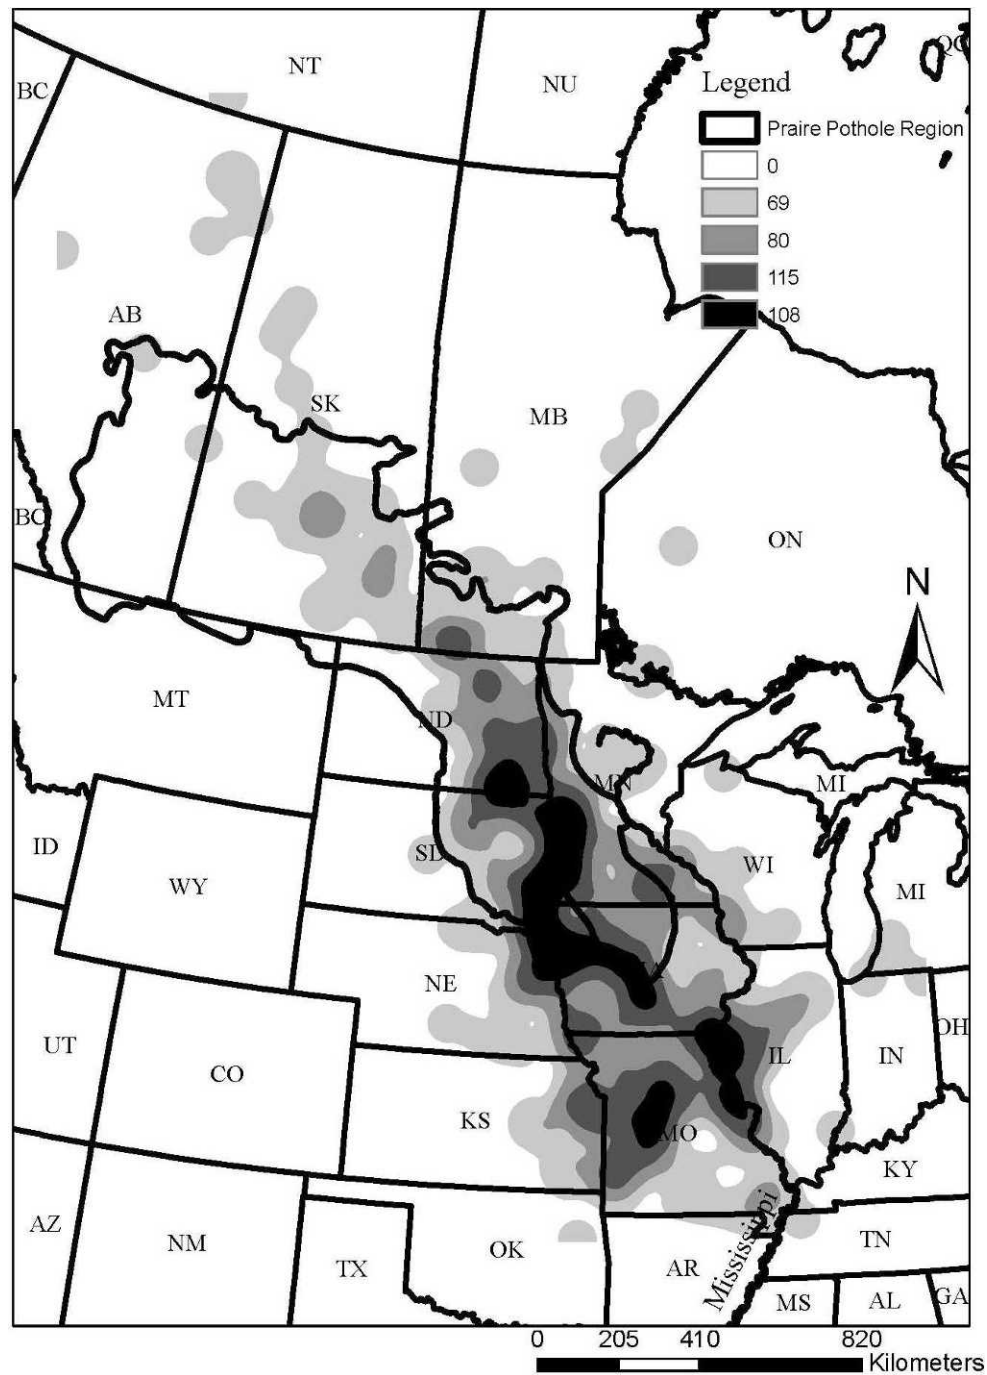 NT
NU
QC
BC
Legend
Praire Pothole Region
0
69
80
115
108
AB
SK
MB
BC
ON
N
MT
ND
MN
MI
ID
WY
SD
WI
MI
NE
IA
UT
CO
IL
IN
OH
KS
MO
KY
AZ
NM
TX
OK
AR
Mississippi
TN
MS
AL
GA
0 205 410 820
Kilometers